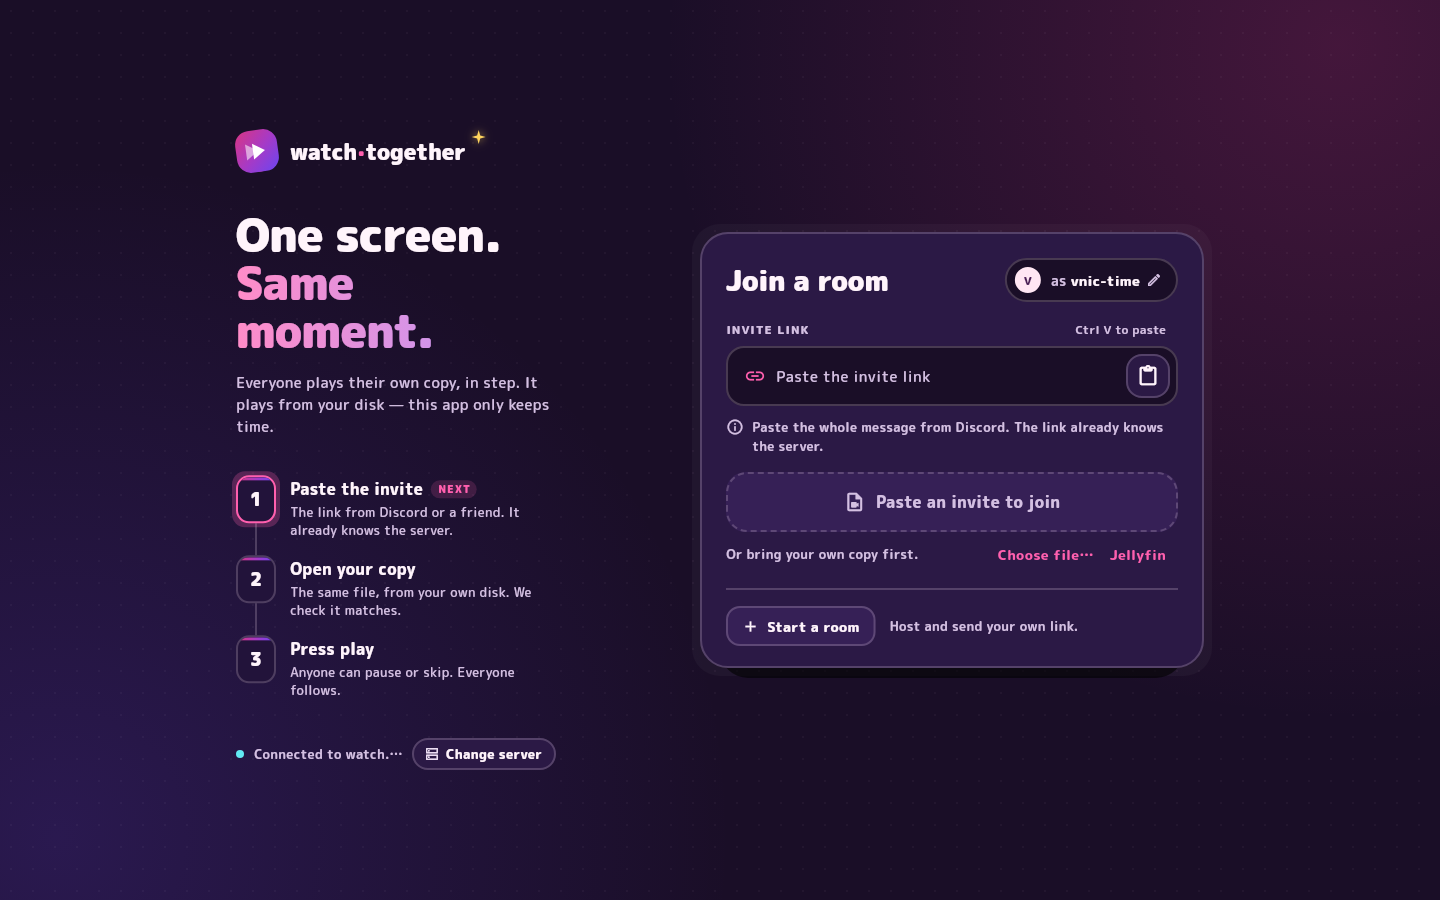 watch·together
One screen.
Same
moment.
Everyone plays their own copy, in step. It
plays from your disk — this app only keeps
time.
1
Paste the invite NEXT
The link from Discord or a friend. It
already knows the server.
2
Open your copy
The same file, from your own disk. We
check it matches.
3
Press play
Anyone can pause or skip. Everyone
follows.
Connected to watch.… Change server
Join a room
V as vnic-time
INVITE LINK Ctrl V to paste
Paste the invite link
Paste the whole message from Discord. The link already knows
the server.
Paste an invite to join
Or bring your own copy first. Choose file… Jellyfin
Start a room Host and send your own link.